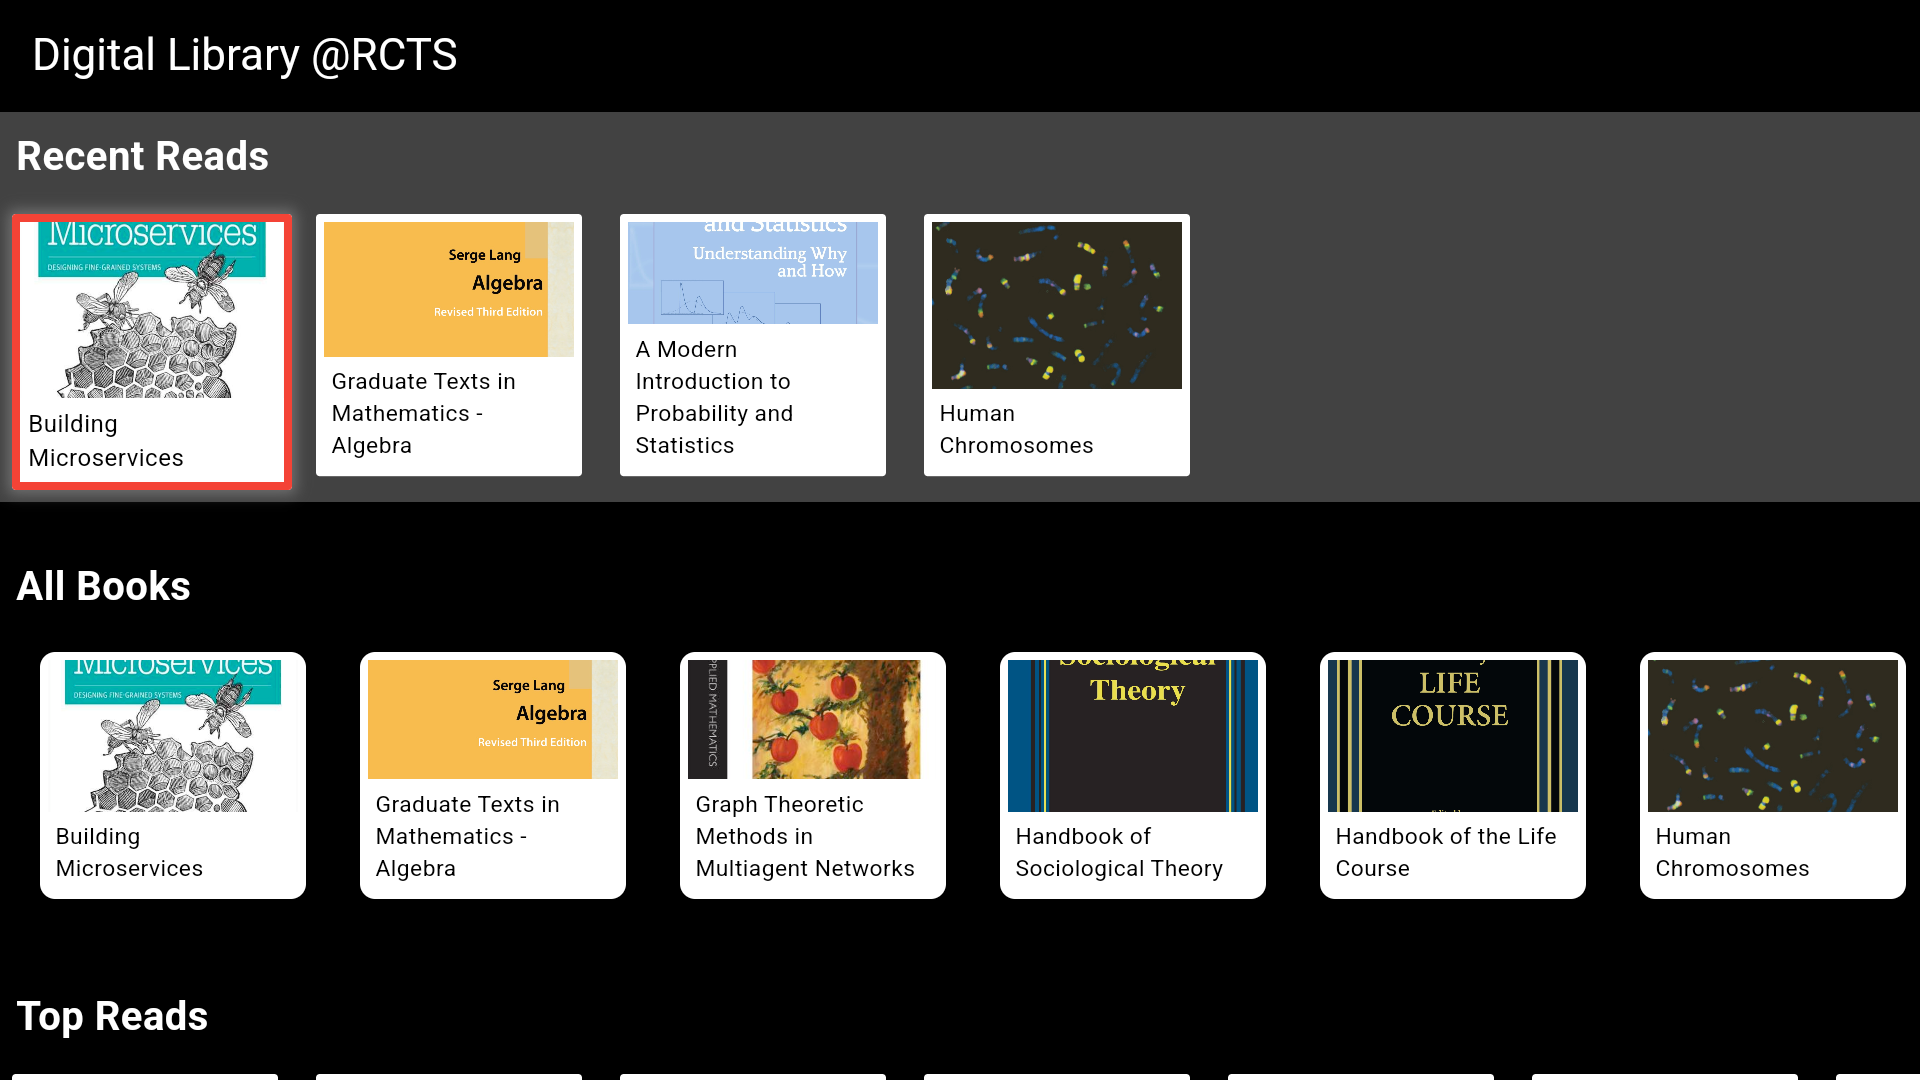 Digital Library @RCTS
Recent Reads
Microservices
DESIGNING FINE-GRAINED SYSTEMS
Building
Microservices
Serge Lang
Algebra
Revised Third Edition
Graduate Texts in
Mathematics -
Algebra
and Statistics
Understanding Why
and How
A Modern
Introduction to
Probability and
Statistics
Human
Chromosomes
All Books
Microservices
DESIGNING FINE-GRAINED SYSTEMS
Building
Microservices
Serge Lang
Algebra
Revised Third Edition
Graduate Texts in
Mathematics -
Algebra
MATHEMATICS
Graph Theoretic
Methods in
Multiagent Networks
Sociological
Theory
Handbook of
Sociological Theory
LIFE
COURSE
Handbook of the Life
Course
Human
Chromosomes
Top Reads